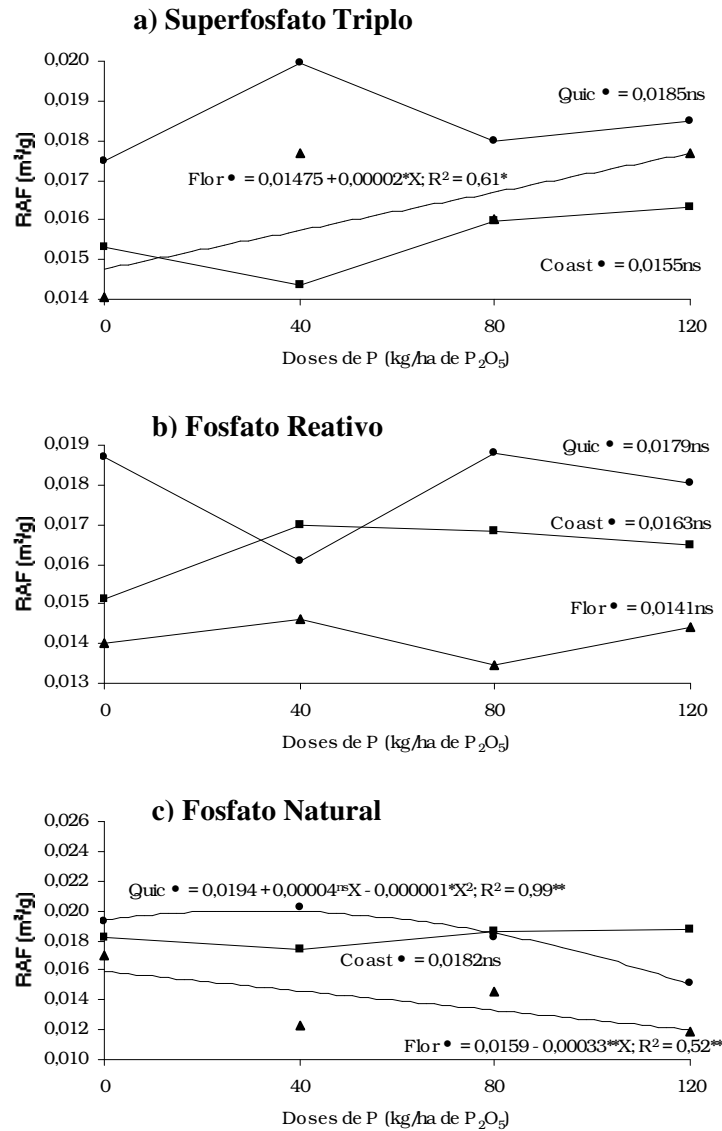 a) Superfosfato Triplo
RAF (m²/g)
0,020
0,019
0,018
0,017
0,016
0,015
0,014
Quic • = 0,0185ns
Flor • = 0,01475 + 0,00002*X; R² = 0,61*
Coast • = 0,0155ns
0 40 80 120
Doses de P (kg/ha de P₂O₅)
b) Fosfato Reativo
RAF (m²/g)
0,019
0,018
0,017
0,016
0,015
0,014
0,013
Quic • = 0,0179ns
Coast • = 0,0163ns
Flor • = 0,0141ns
0 40 80 120
Doses de P (kg/ha de P₂O₅)
c) Fosfato Natural
RAF (m²/g)
0,026
0,024
0,022
0,020
0,018
0,016
0,014
0,012
0,010
Quic • = 0,0194 + 0,00004ⁿˢX - 0,000001*X²; R² = 0,99**
Coast • = 0,0182ns
Flor • = 0,0159 - 0,00033**X; R² = 0,52**
0 40 80 120
Doses de P (kg/ha de P₂O₅)